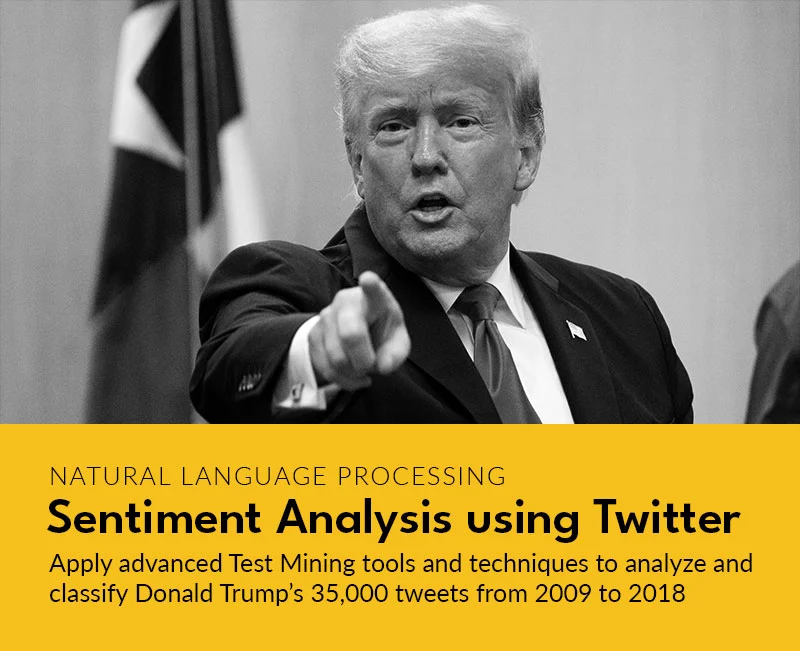 NATURAL LANGUAGE PROCESSING
Sentiment Analysis using Twitter
Apply advanced Test Mining tools and techniques to analyze and
classify Donald Trump’s 35,000 tweets from 2009 to 2018